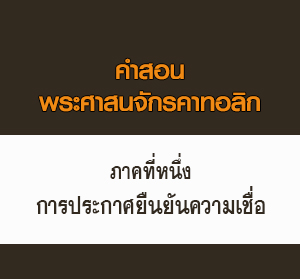 คำสอน
พระศาสนจักรคาทอลิก
ภาคที่หนึ่ง
การประกาศยืนยันความเชื่อ